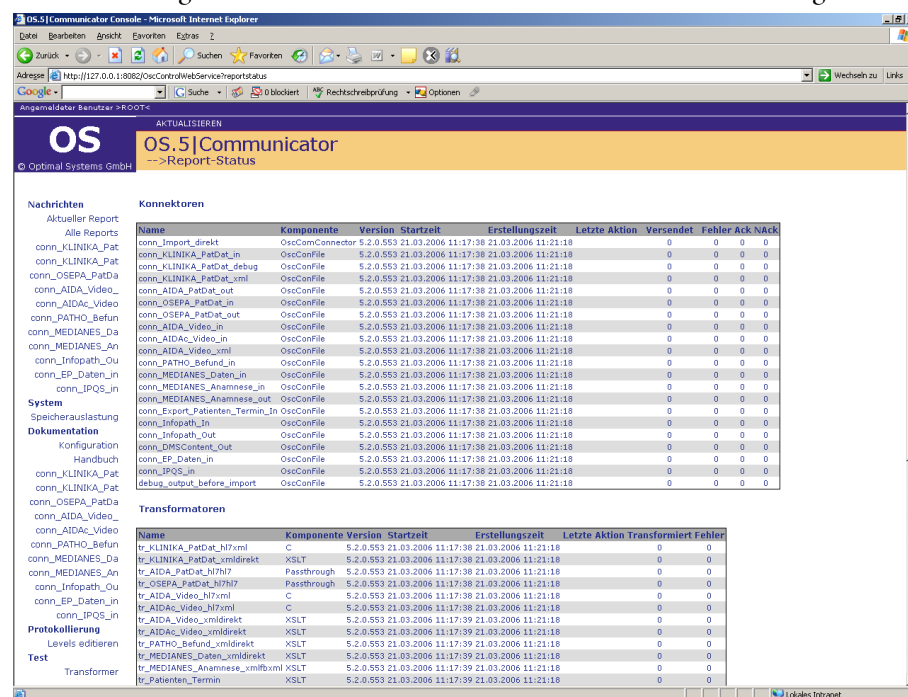 OS.5|Communicator Console - Microsoft Internet Explorer
Datei Bearbeiten Ansicht Favoriten Extras ?
Zurück Suchen Favoriten
Adresse http://127.0.0.1:8082/OscControlWebService?reportstatus Wechseln zu Links
Google Suche 0 blockiert Rechtschreibprüfung Optionen
Angemeldeter Benutzer >ROOT<
AKTUALISIEREN
OS
© Optimal Systems GmbH
OS.5|Communicator
-->Report-Status
Nachrichten
Aktueller Report
Alle Reports
conn_KLINIKA_Pat
conn_KLINIKA_Pat
conn_OSEPA_PatDa
conn_AIDA_Video_
conn_AIDAc_Video
conn_PATHO_Befun
conn_MEDIANES_Da
conn_MEDIANES_An
conn_Infopath_Ou
conn_EP_Daten_in
conn_IPQS_in
System
Speicherauslastung
Dokumentation
Konfiguration
Handbuch
conn_KLINIKA_Pat
conn_KLINIKA_Pat
conn_OSEPA_PatDa
conn_AIDA_Video_
conn_AIDAc_Video
conn_PATHO_Befun
conn_MEDIANES_Da
conn_MEDIANES_An
conn_Infopath_Ou
conn_EP_Daten_in
conn_IPQS_in
Protokollierung
Levels editieren
Test
Transformer
Konnektoren
Name Komponente Version Startzeit Erstellungszeit Letzte Aktion Versendet Fehler Ack NAck
conn_Import_direkt OscComConnector 5.2.0.553 21.03.2006 11:17:38 21.03.2006 11:21:18 0 0 0 0
conn_KLINIKA_PatDat_in OscConFile 5.2.0.553 21.03.2006 11:17:38 21.03.2006 11:21:18 0 0 0 0
conn_KLINIKA_PatDat_debug OscConFile 5.2.0.553 21.03.2006 11:17:38 21.03.2006 11:21:18 0 0 0 0
conn_KLINIKA_PatDat_xml OscConFile 5.2.0.553 21.03.2006 11:17:38 21.03.2006 11:21:18 0 0 0 0
conn_AIDA_PatDat_out OscConFile 5.2.0.553 21.03.2006 11:17:38 21.03.2006 11:21:18 0 0 0 0
conn_OSEPA_PatDat_in OscConFile 5.2.0.553 21.03.2006 11:17:38 21.03.2006 11:21:18 0 0 0 0
conn_OSEPA_PatDat_out OscConFile 5.2.0.553 21.03.2006 11:17:38 21.03.2006 11:21:18 0 0 0 0
conn_AIDA_Video_in OscConFile 5.2.0.553 21.03.2006 11:17:38 21.03.2006 11:21:18 0 0 0 0
conn_AIDAc_Video_in OscConFile 5.2.0.553 21.03.2006 11:17:38 21.03.2006 11:21:18 0 0 0 0
conn_AIDA_Video_xml OscConFile 5.2.0.553 21.03.2006 11:17:38 21.03.2006 11:21:18 0 0 0 0
conn_PATHO_Befund_in OscConFile 5.2.0.553 21.03.2006 11:17:38 21.03.2006 11:21:18 0 0 0 0
conn_MEDIANES_Daten_in OscConFile 5.2.0.553 21.03.2006 11:17:38 21.03.2006 11:21:18 0 0 0 0
conn_MEDIANES_Anamnese_in OscConFile 5.2.0.553 21.03.2006 11:17:38 21.03.2006 11:21:18 0 0 0 0
conn_MEDIANES_Anamnese_out OscConFile 5.2.0.553 21.03.2006 11:17:38 21.03.2006 11:21:18 0 0 0 0
conn_Export_Patienten_Termin_In OscConFile 5.2.0.553 21.03.2006 11:17:38 21.03.2006 11:21:18 0 0 0 0
conn_Infopath_In OscConFile 5.2.0.553 21.03.2006 11:17:38 21.03.2006 11:21:18 0 0 0 0
conn_Infopath_Out OscConFile 5.2.0.553 21.03.2006 11:17:38 21.03.2006 11:21:18 0 0 0 0
conn_DMSContent_Out OscConFile 5.2.0.553 21.03.2006 11:17:38 21.03.2006 11:21:18 0 0 0 0
conn_EP_Daten_in OscConFile 5.2.0.553 21.03.2006 11:17:38 21.03.2006 11:21:18 0 0 0 0
conn_IPQS_in OscConFile 5.2.0.553 21.03.2006 11:17:38 21.03.2006 11:21:18 0 0 0 0
debug_output_before_import OscConFile 5.2.0.553 21.03.2006 11:17:38 21.03.2006 11:21:18 0 0 0 0
Transformatoren
Name Komponente Version Startzeit Erstellungszeit Letzte Aktion Transformiert Fehler
tr_KLINIKA_PatDat_hl7xml C 5.2.0.553 21.03.2006 11:17:38 21.03.2006 11:21:18 0 0
tr_KLINIKA_PatDat_xmldirekt XSLT 5.2.0.553 21.03.2006 11:17:38 21.03.2006 11:21:18 0 0
tr_AIDA_PatDat_hl7hl7 Passthrough 5.2.0.553 21.03.2006 11:17:38 21.03.2006 11:21:18 0 0
tr_OSEPA_PatDat_hl7hl7 Passthrough 5.2.0.553 21.03.2006 11:17:38 21.03.2006 11:21:18 0 0
tr_AIDA_Video_hl7xml C 5.2.0.553 21.03.2006 11:17:38 21.03.2006 11:21:18 0 0
tr_AIDAc_Video_hl7xml C 5.2.0.553 21.03.2006 11:17:38 21.03.2006 11:21:18 0 0
tr_AIDA_Video_xmldirekt XSLT 5.2.0.553 21.03.2006 11:17:39 21.03.2006 11:21:18 0 0
tr_AIDAc_Video_xmldirekt XSLT 5.2.0.553 21.03.2006 11:17:39 21.03.2006 11:21:18 0 0
tr_PATHO_Befund_xmldirekt XSLT 5.2.0.553 21.03.2006 11:17:39 21.03.2006 11:21:18 0 0
tr_MEDIANES_Daten_xmldirekt XSLT 5.2.0.553 21.03.2006 11:17:39 21.03.2006 11:21:18 0 0
tr_MEDIANES_Anamnese_xmlfbxml XSLT 5.2.0.553 21.03.2006 11:17:39 21.03.2006 11:21:18 0 0
tr_Patienten_Termin XSLT 5.2.0.553 21.03.2006 11:17:39 21.03.2006 11:21:18 0 0
Lokales Intranet